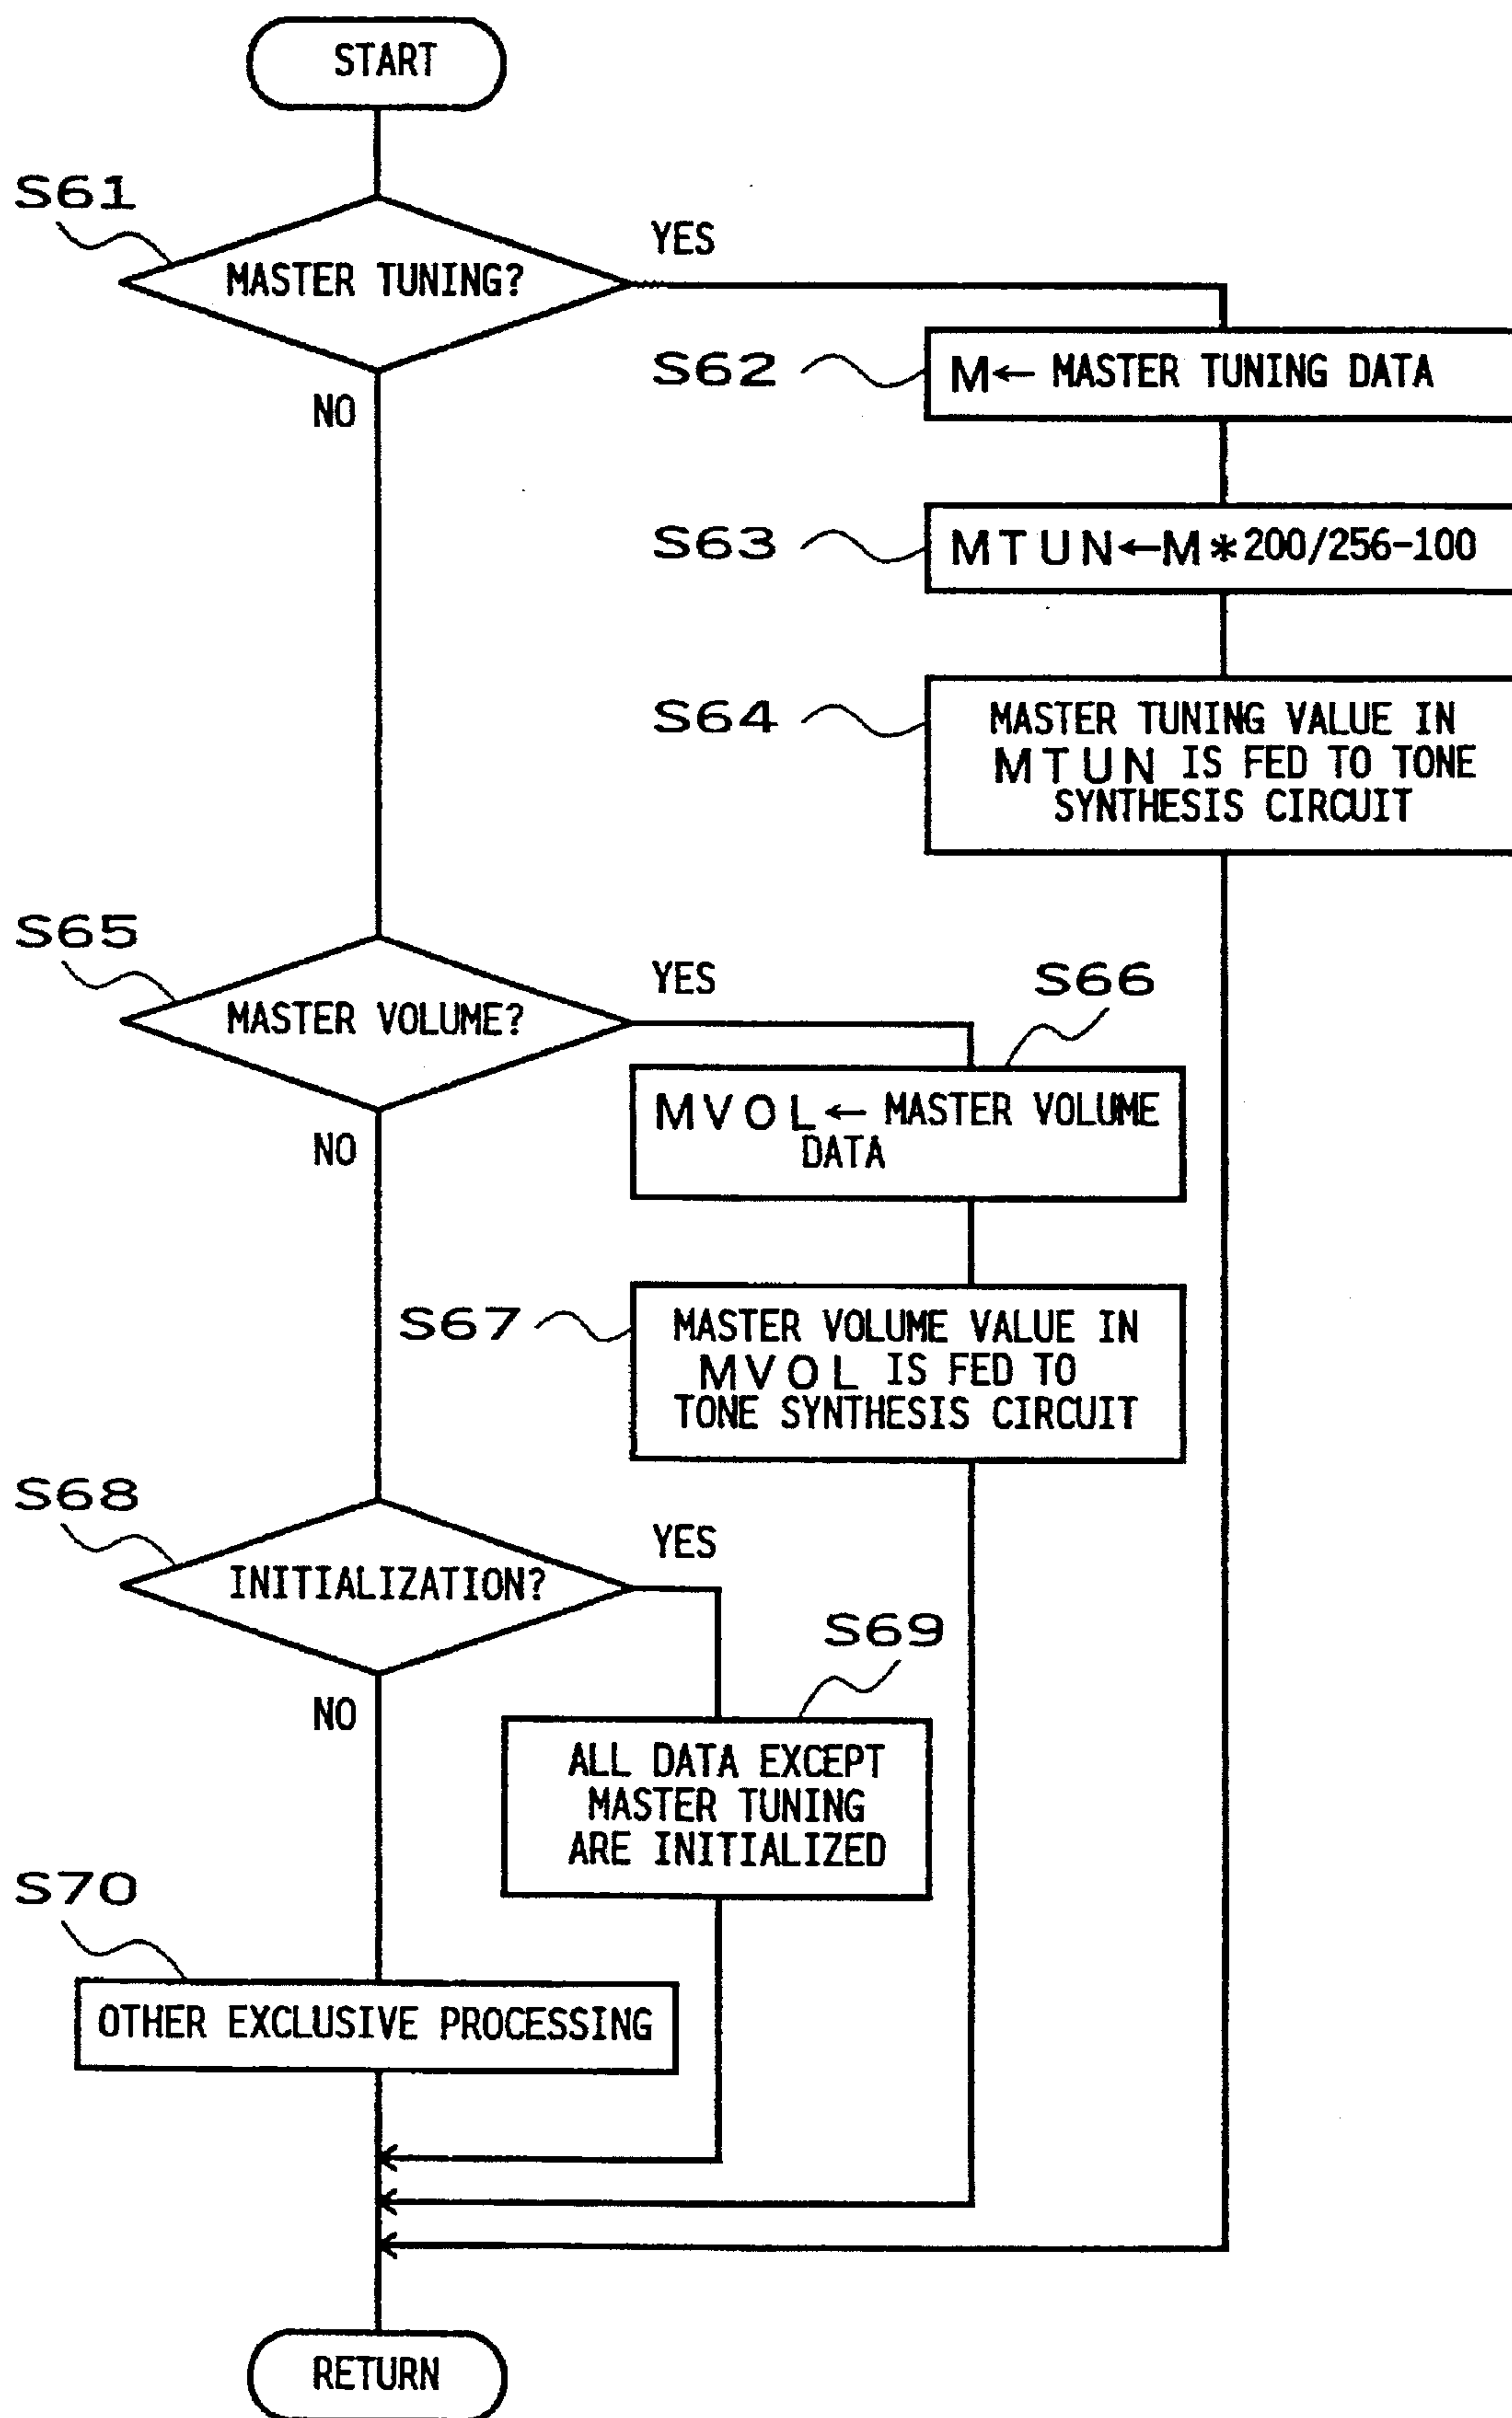 START
S61
YES
MASTER TUNING?
NO
S62
M← MASTER TUNING DATA
S63
MTUN←M*200/256-100
S64
MASTER TUNING VALUE IN
MTUN IS FED TO TONE
SYNTHESIS CIRCUIT
S65
YES
MASTER VOLUME?
NO
S66
MVOL← MASTER VOLUME
DATA
S67
MASTER VOLUME VALUE IN
MVOL IS FED TO
TONE SYNTHESIS CIRCUIT
S68
YES
INITIALIZATION?
NO
S69
ALL DATA EXCEPT
MASTER TUNING
ARE INITIALIZED
S70
OTHER EXCLUSIVE PROCESSING
RETURN